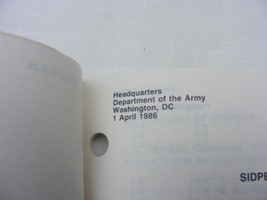 Headquarters
Department of the Army
Washington, DC
1 April 1986
SIDPE